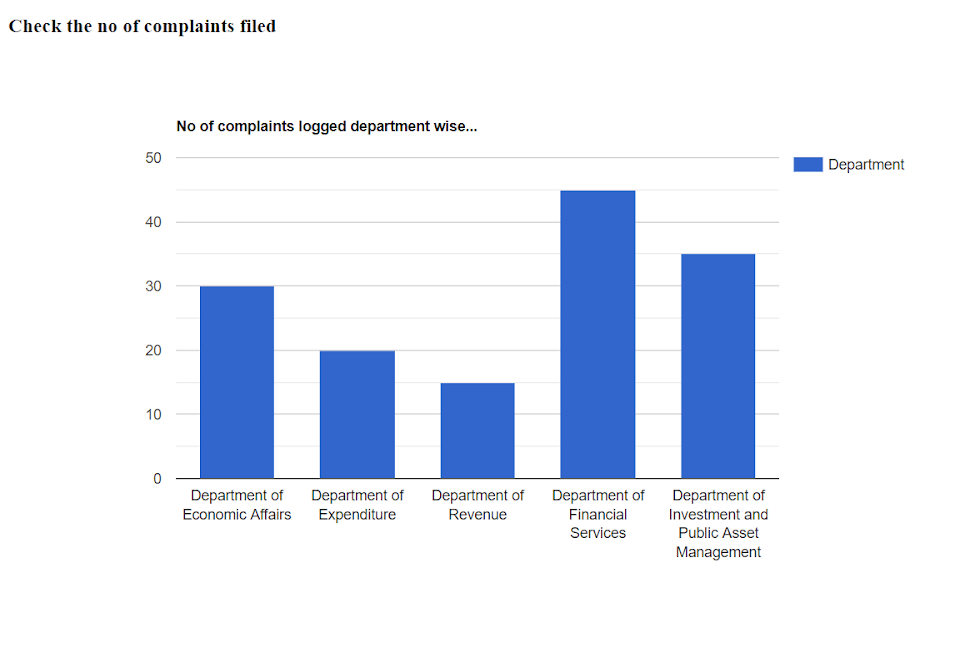 Check the no of complaints filed
No of complaints logged department wise...
50
40
30
20
10
0
Department
Department of
Economic Affairs
Department of
Expenditure
Department of
Revenue
Department of
Financial
Services
Department of
Investment and
Public Asset
Management